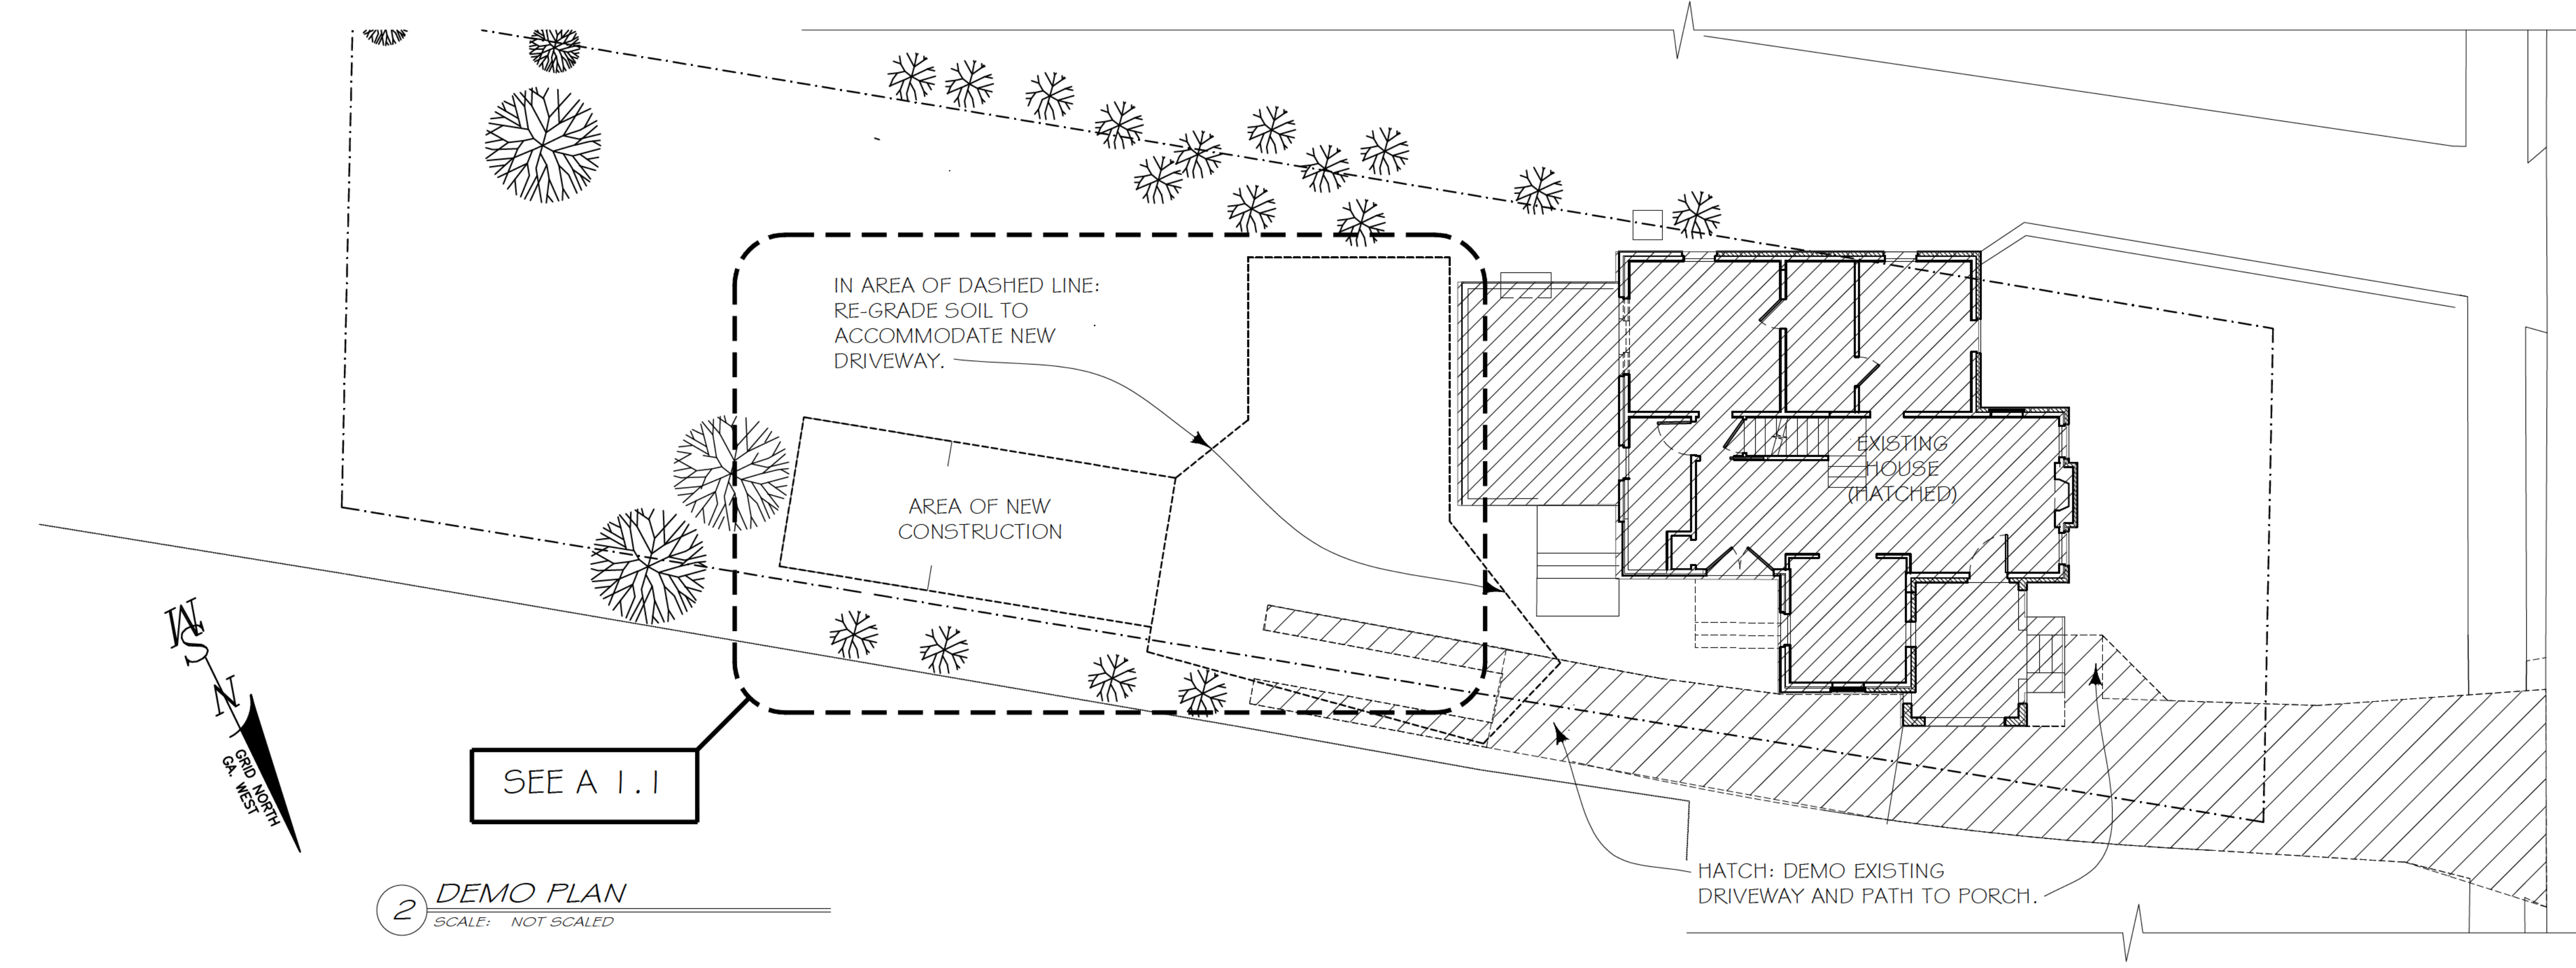 IN AREA OF DASHED LINE:
RE-GRADE SOIL TO
ACCOMMODATE NEW
DRIVEWAY.
AREA OF NEW
CONSTRUCTION
EXISTING
HOUSE
(HATCHED)
N
GRID NORTH
GA. WEST
SEE A 1.1
HATCH: DEMO EXISTING
DRIVEWAY AND PATH TO PORCH.
2
DEMO PLAN
SCALE: NOT SCALED